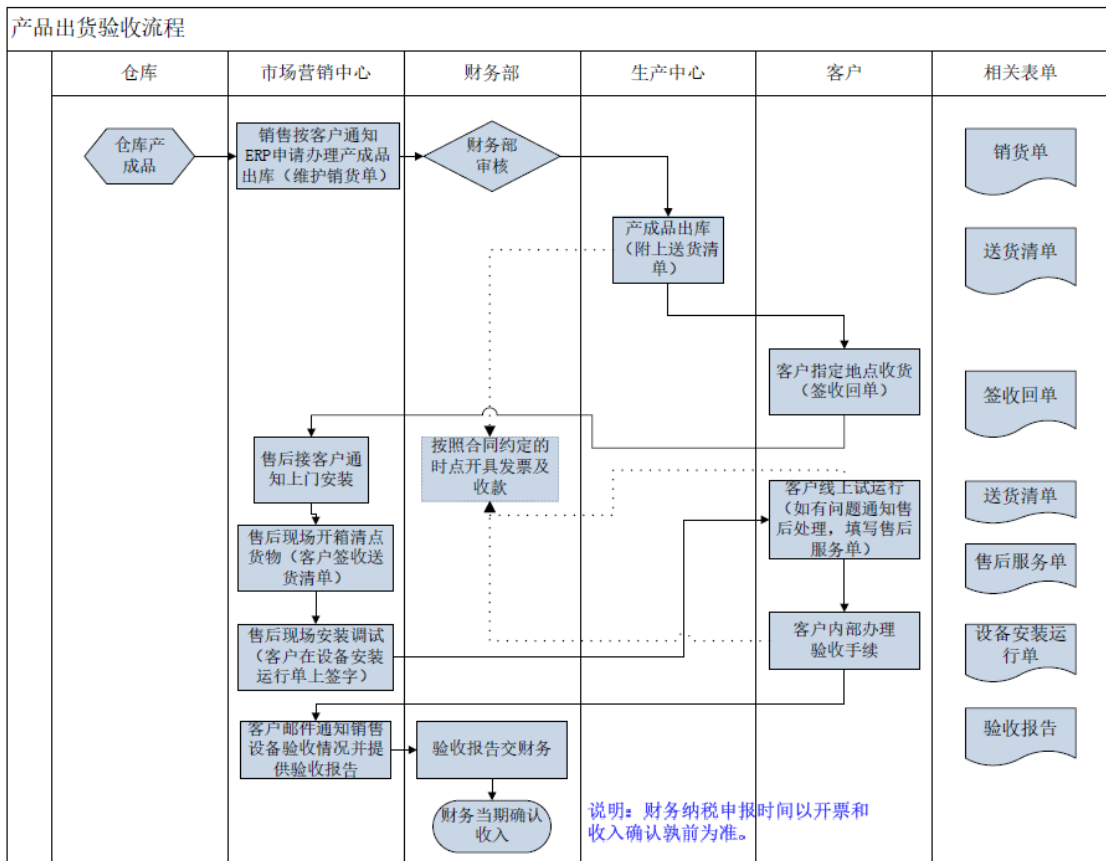 产品出货验收流程
仓库
市场营销中心
财务部
生产中心
客户
相关表单
仓库产
成品
销售按客户通知
ERP申请办理产成品
出库（维护销货单）
财务部
审核
销货单
产成品出库
（附上送货清
单）
送货清单
客户指定地点收货
（签收回单）
签收回单
售后接客户通
知上门安装
按照合同约定的
时点开具发票及
收款
客户线上试运行
（如有问题通知售
后处理，填写售后
服务单）
送货清单
售后现场开箱清点
货物（客户签收送
货清单）
售后服务单
售后现场安装调试
（客户在设备安装
运行单上签字）
客户内部办理
验收手续
设备安装运
行单
客户邮件通知销售
设备验收情况并提
供验收报告
验收报告交财务
验收报告
财务当期确认
收入
说明：财务纳税申报时间以开票和
收入确认孰前为准。